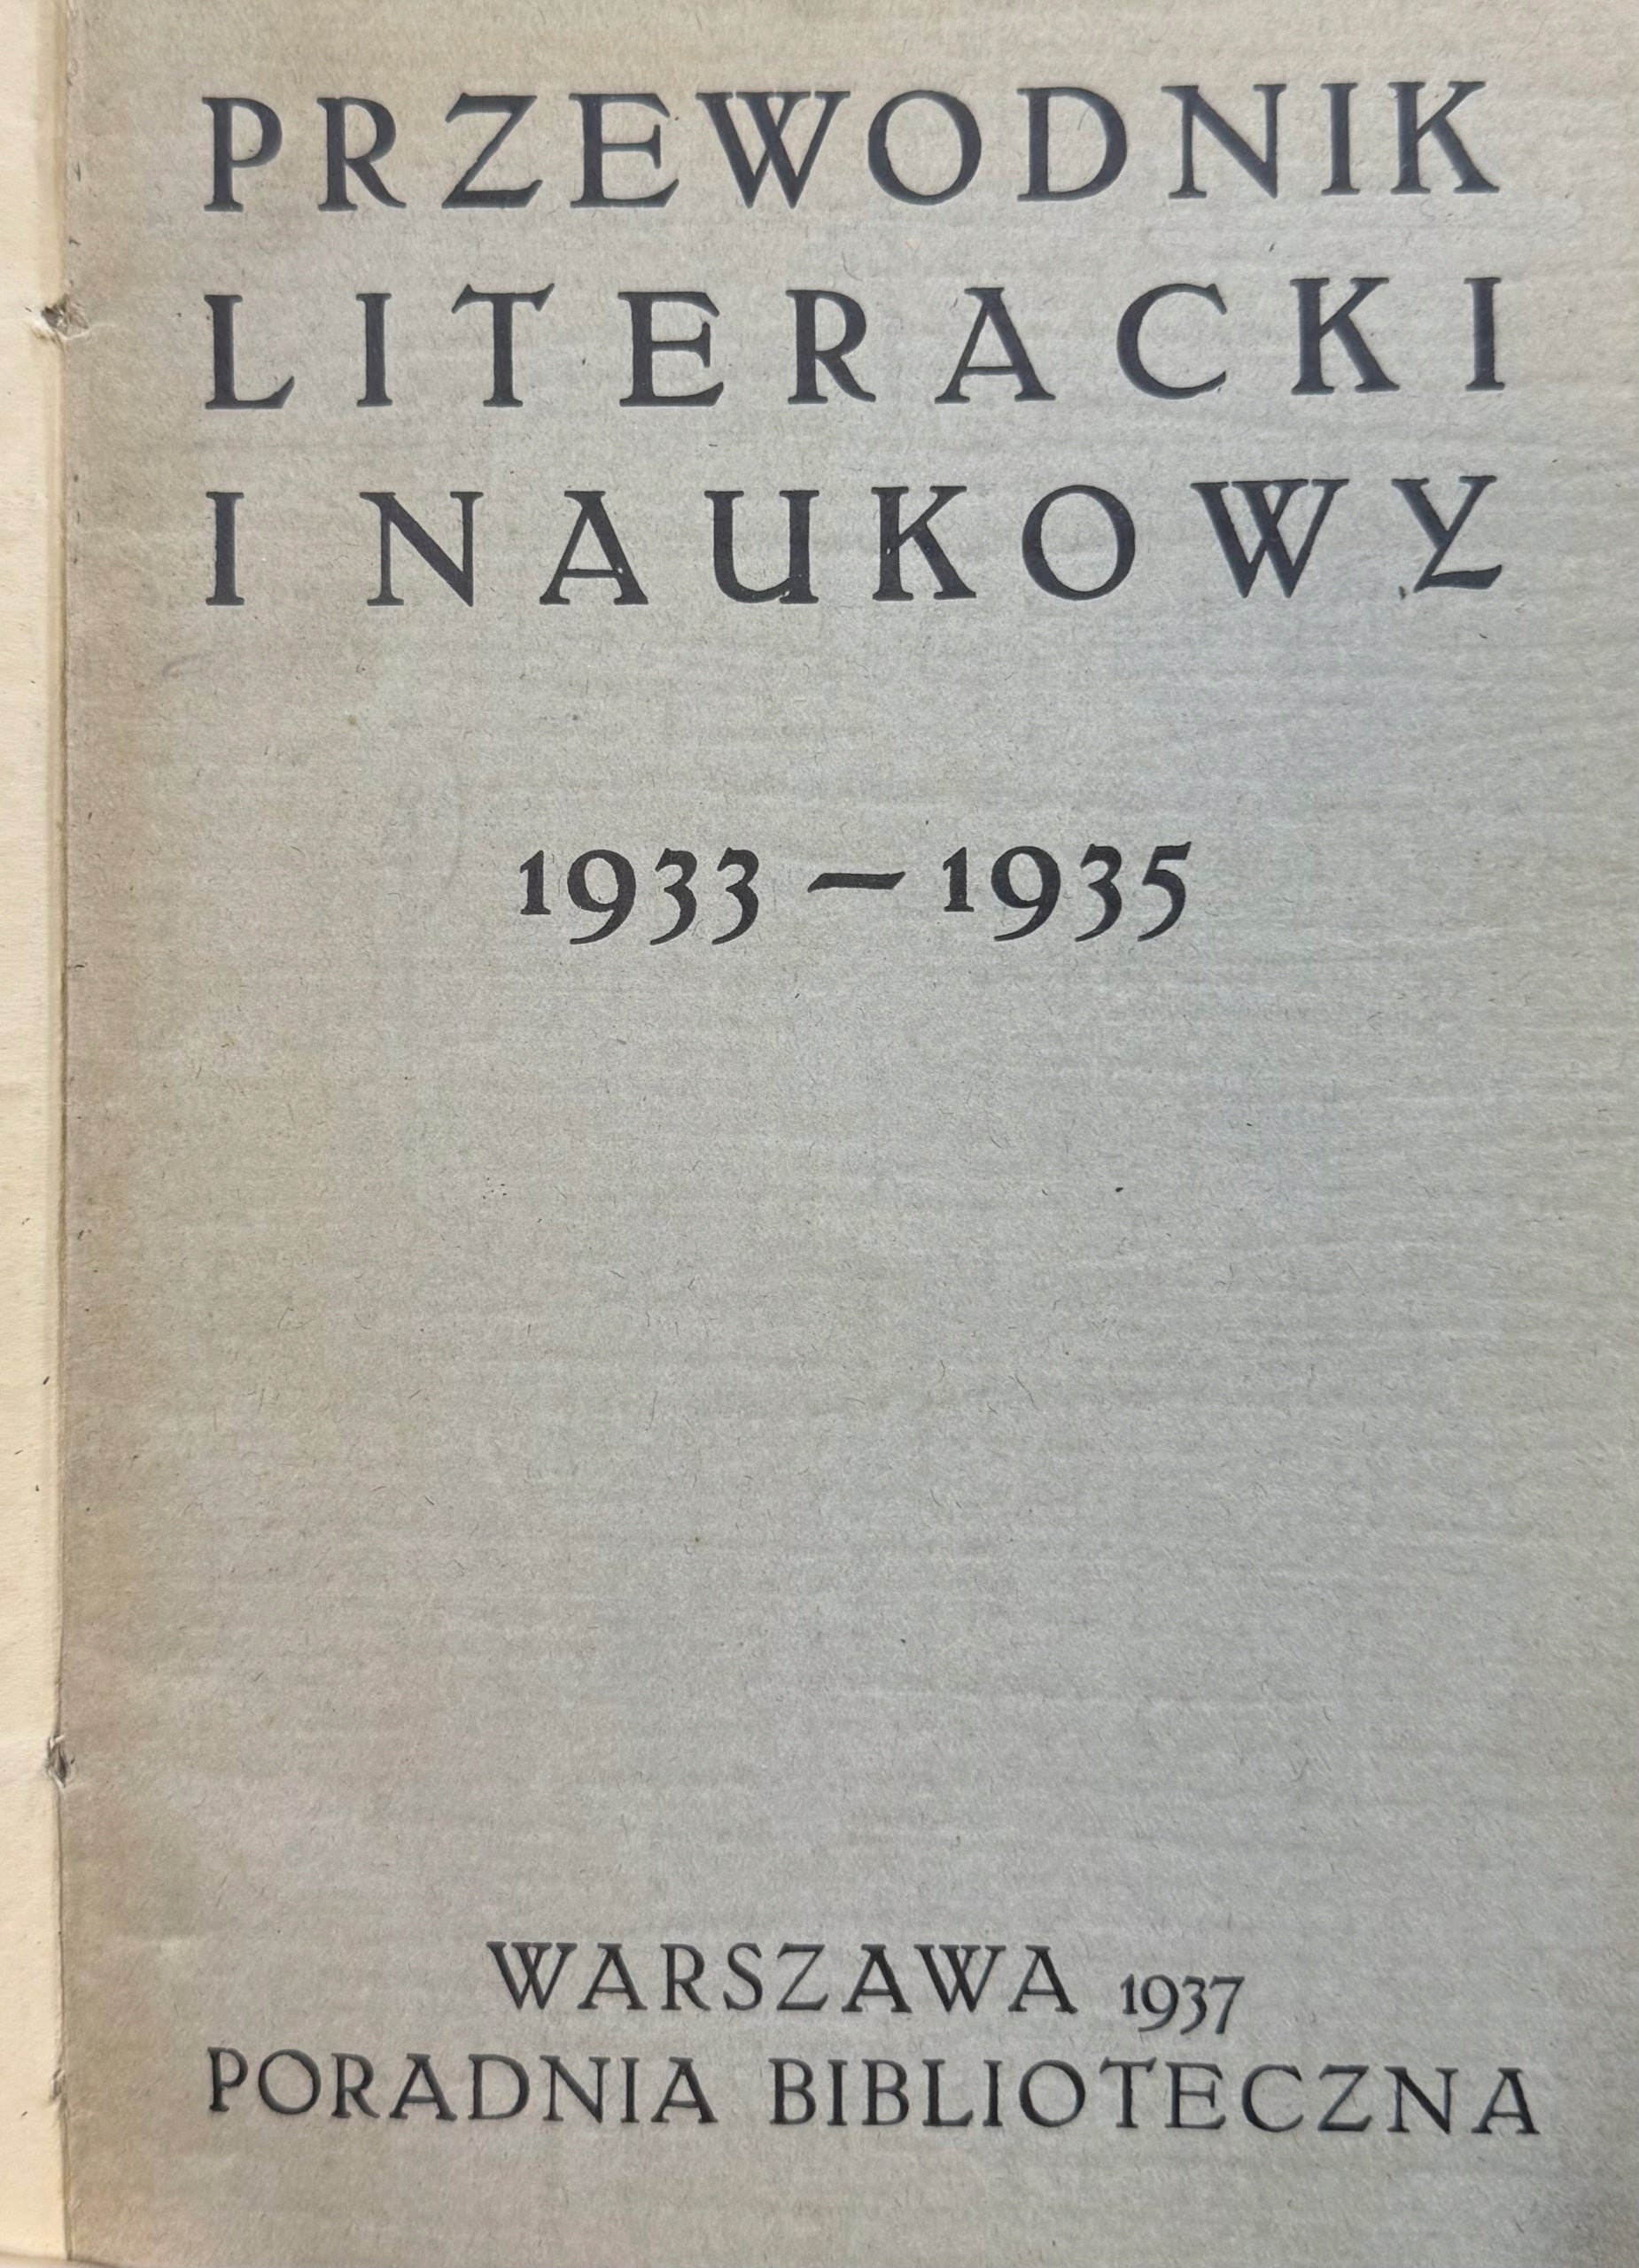 PRZEWODNIK
LITERACKI
I NAUKOWY
1933 — 1935
WARSZAWA 1937
PORADNIA BIBLIOTECZNA